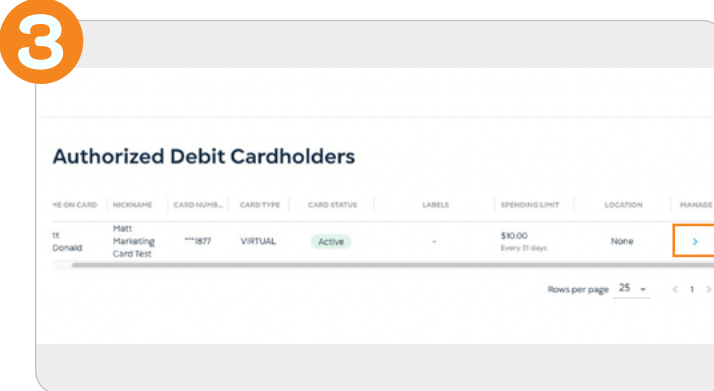 3
Authorized Debit Cardholders
ME ON CARD NICKNAME CARD NUMB... CARD TYPE CARD STATUS LABELS SPENDING LIMIT LOCATION MANAGE
tt Donald Matt Marketing Card Test ***1877 VIRTUAL Active - $10.00 Every 31 days None >
Rows per page 25 < 1 >